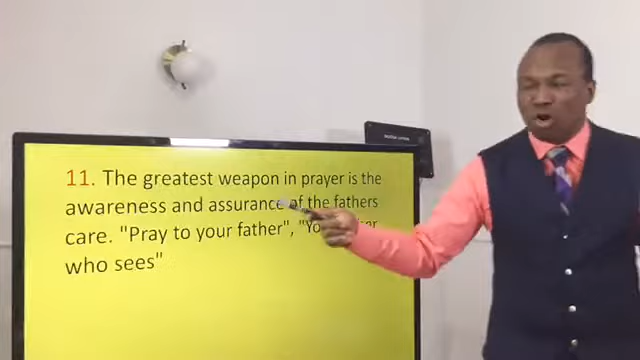 11. The greatest weapon in prayer is the
awareness and assurance of the fathers
care. "Pray to your father", "
who sees"